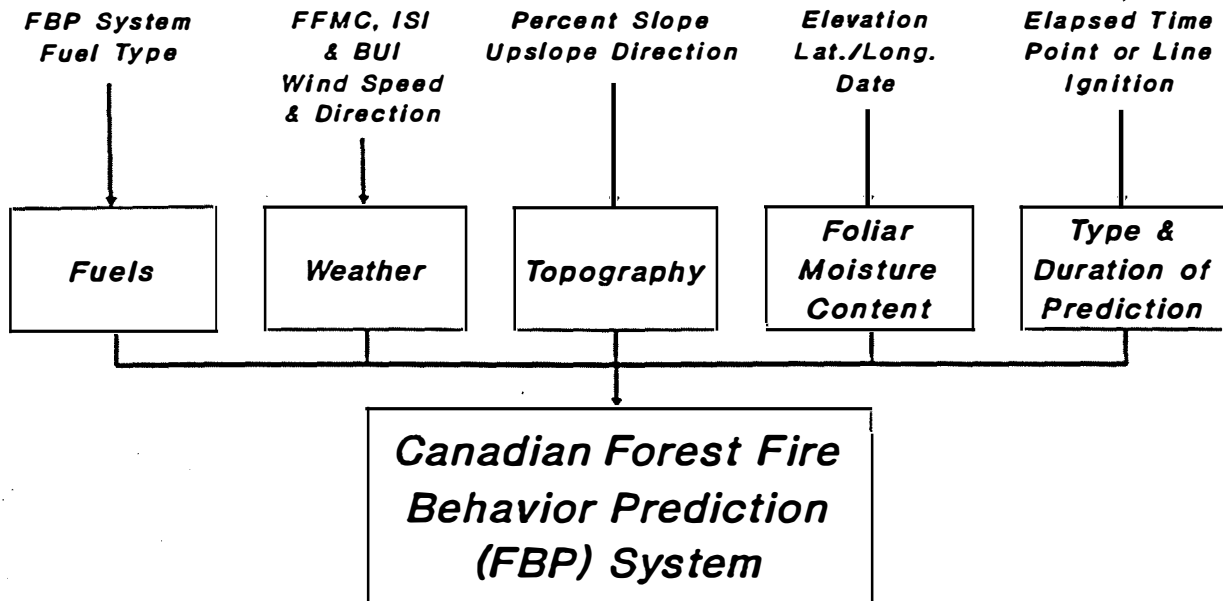 FBP System
Fuel Type
FFMC, ISI
& BUI
Wind Speed
& Direction
Percent Slope
Upslope Direction
Elevation
Lat./Long.
Date
Elapsed Time
Point or Line
Ignition
Fuels
Weather
Topography
Foliar
Moisture
Content
Type &
Duration of
Prediction
Canadian Forest Fire
Behavior Prediction
(FBP) System